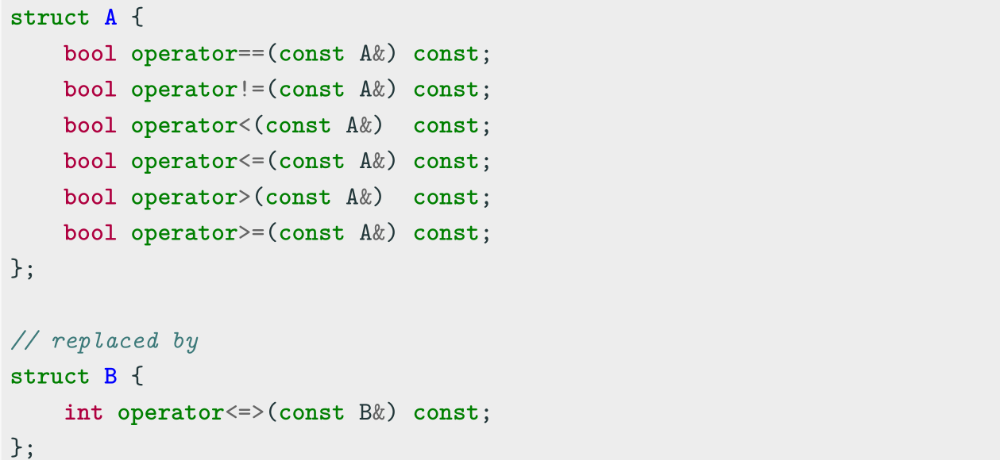 struct A {
    bool operator==(const A&) const;
    bool operator!=(const A&) const;
    bool operator<(const A&)  const;
    bool operator<=(const A&) const;
    bool operator>(const A&)  const;
    bool operator>=(const A&) const;
};

// replaced by
struct B {
    int operator<=>(const B&) const;
};